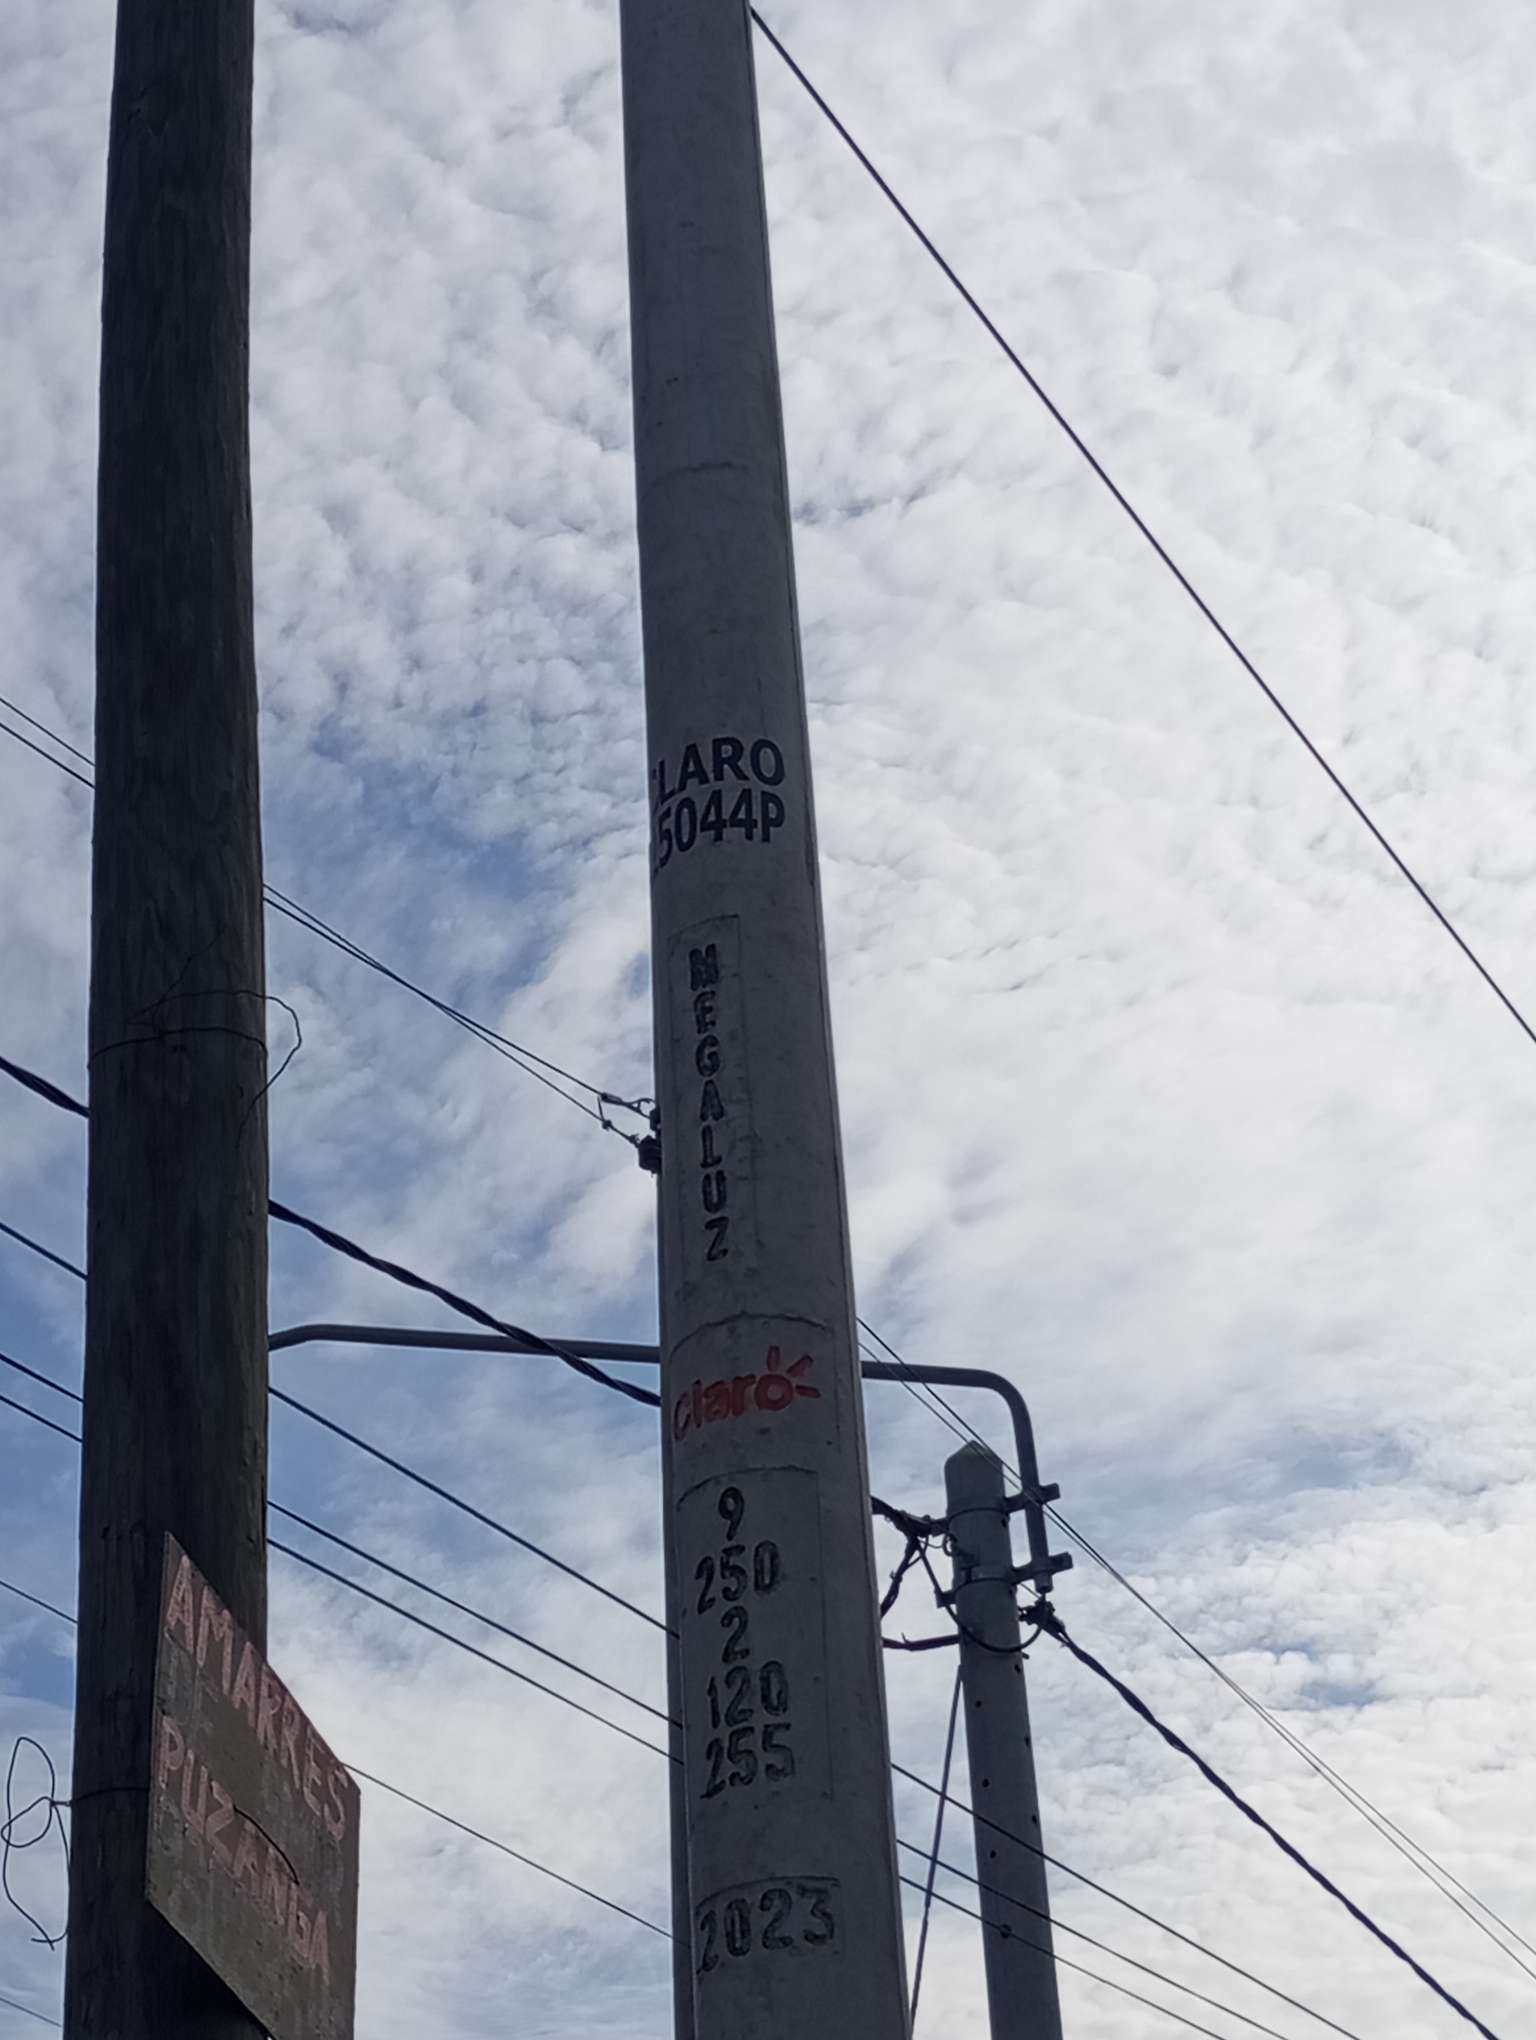 CLARO
5044P
MEGALUZ
claro
9
250
2
120
255
2023
AMARRES
PUZANGA